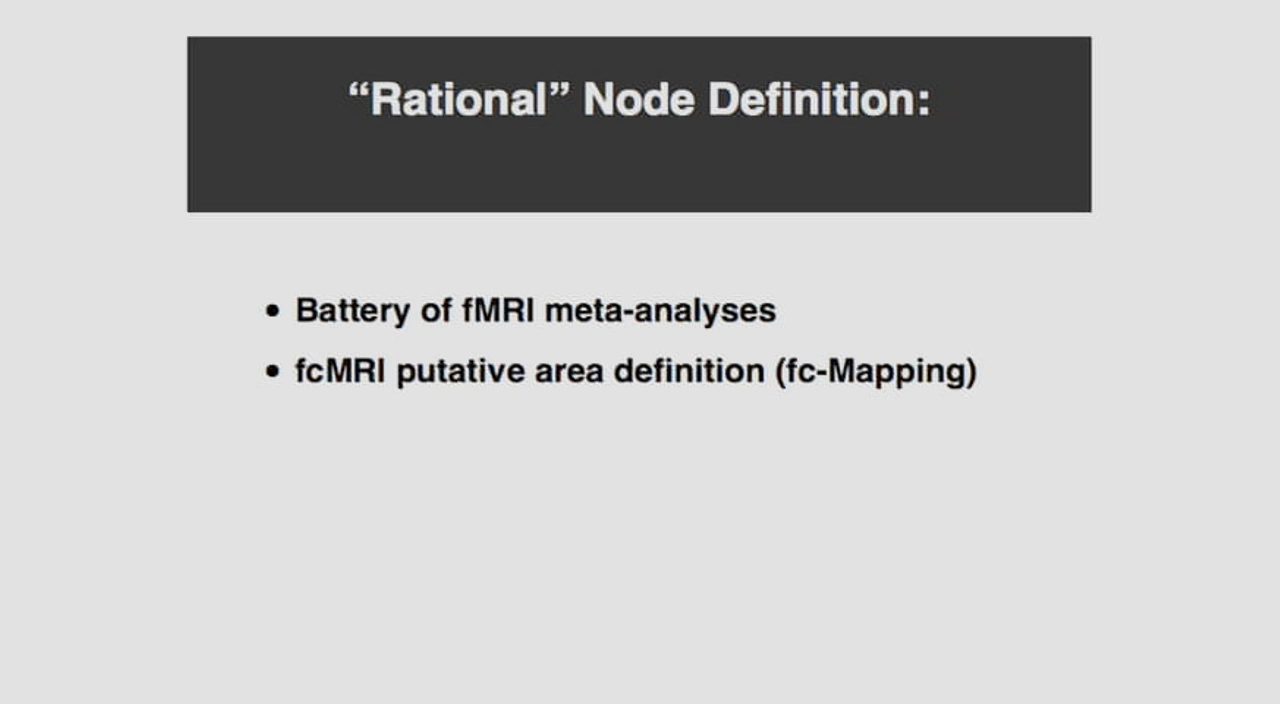 “Rational” Node Definition:
• Battery of fMRI meta-analyses
• fcMRI putative area definition (fc-Mapping)